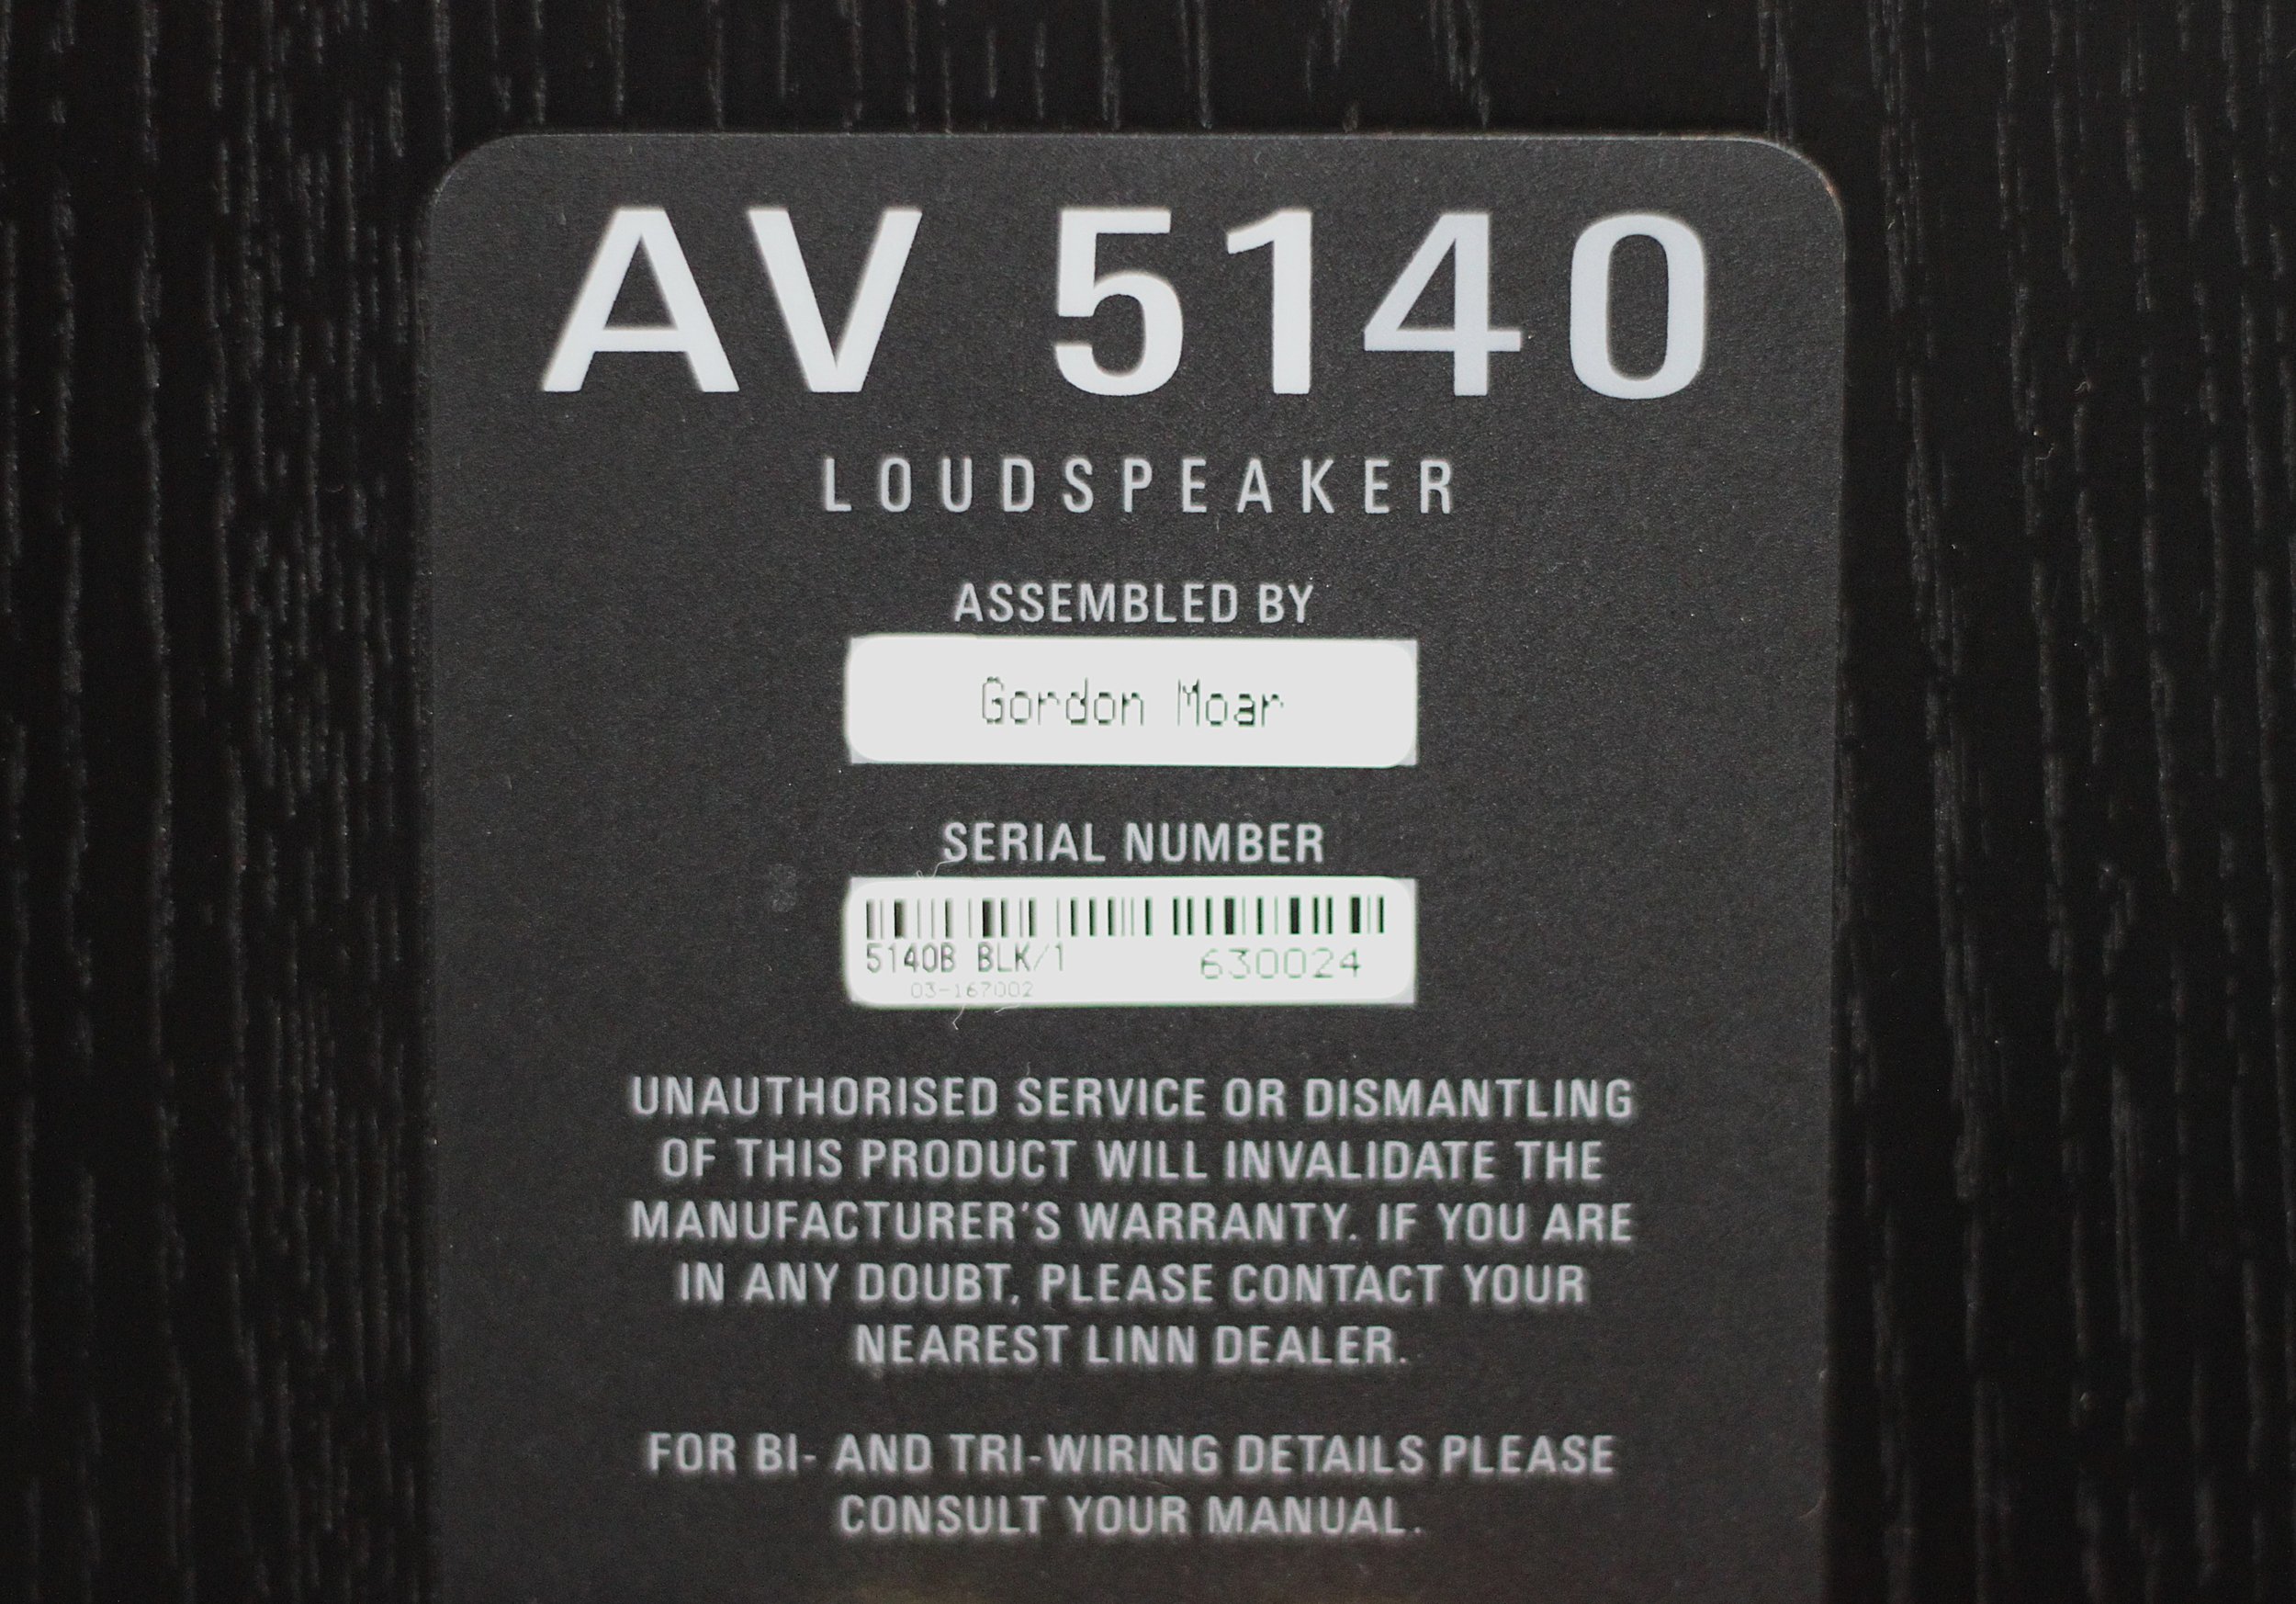 AV 5140
LOUDSPEAKER
ASSEMBLED BY
Gordon Moar
SERIAL NUMBER
5140B BLK/1 630024
03-167002
UNAUTHORISED SERVICE OR DISMANTLING
OF THIS PRODUCT WILL INVALIDATE THE
MANUFACTURER'S WARRANTY. IF YOU ARE
IN ANY DOUBT, PLEASE CONTACT YOUR
NEAREST LINN DEALER.
FOR BI- AND TRI-WIRING DETAILS PLEASE
CONSULT YOUR MANUAL.